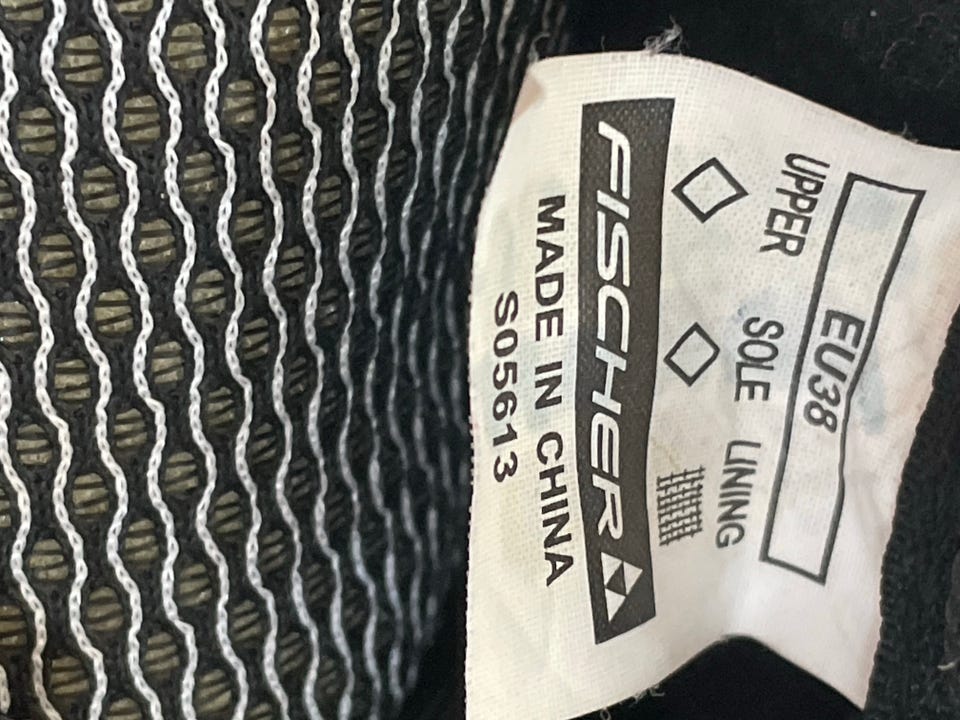 EU38
UPPER SOLE LINING
FISCHER
MADE IN CHINA
S05613